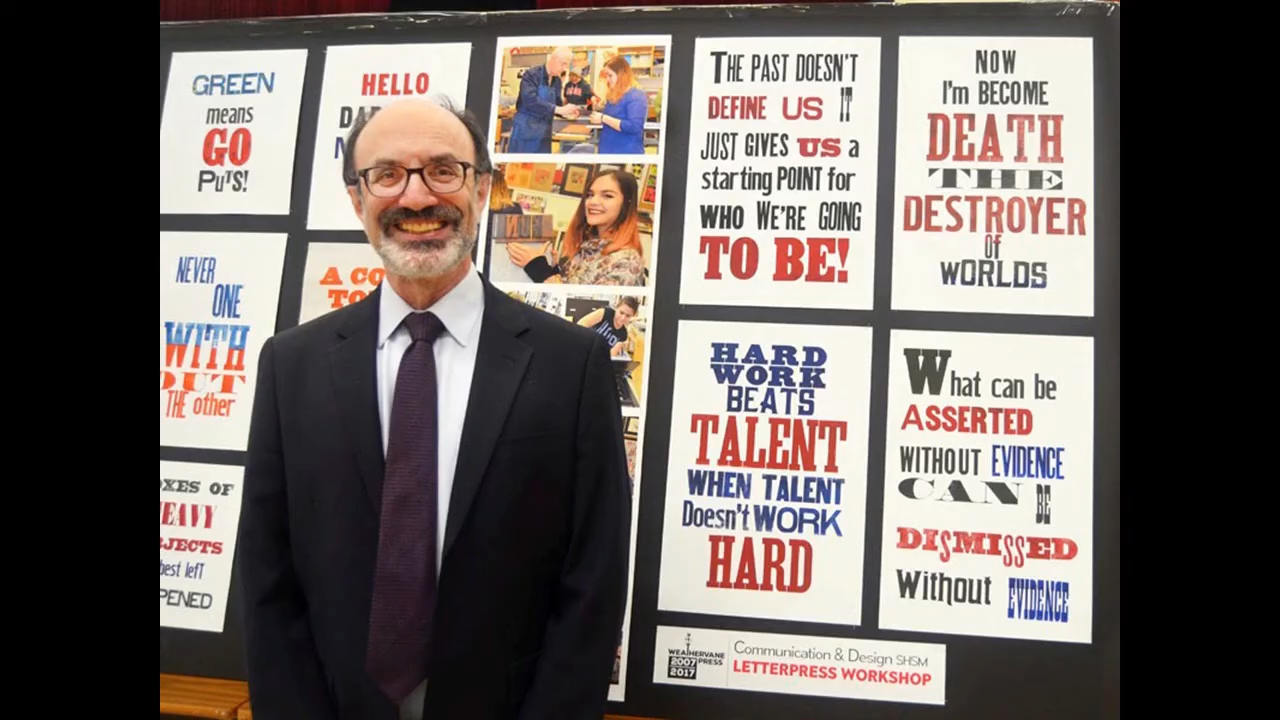 GREEN
means
GO
PuTS!
HELLO
NEVER
ONE
WITH
OUT
THE other
A CO
OF
best lefT
THE PAST DOESN'T
DEFINE US IT
JUST GIVES US a
starting POINT for
WHO WE'RE GOING
TO BE!
NOW
I'm BECOME
DEATH
THE
DESTROYER
OF
WORLDS
HARD
WORK
BEATS
TALENT
WHEN TALENT
Doesn't WORK
HARD
What can be
ASSERTED
WITHOUT EVIDENCE
CAN BE
DISMISSED
Without EVIDENCE
WEATHERVANE
2007 PRESS
2017
Communication & Design SHSM
LETTERPRESS WORKSHOP